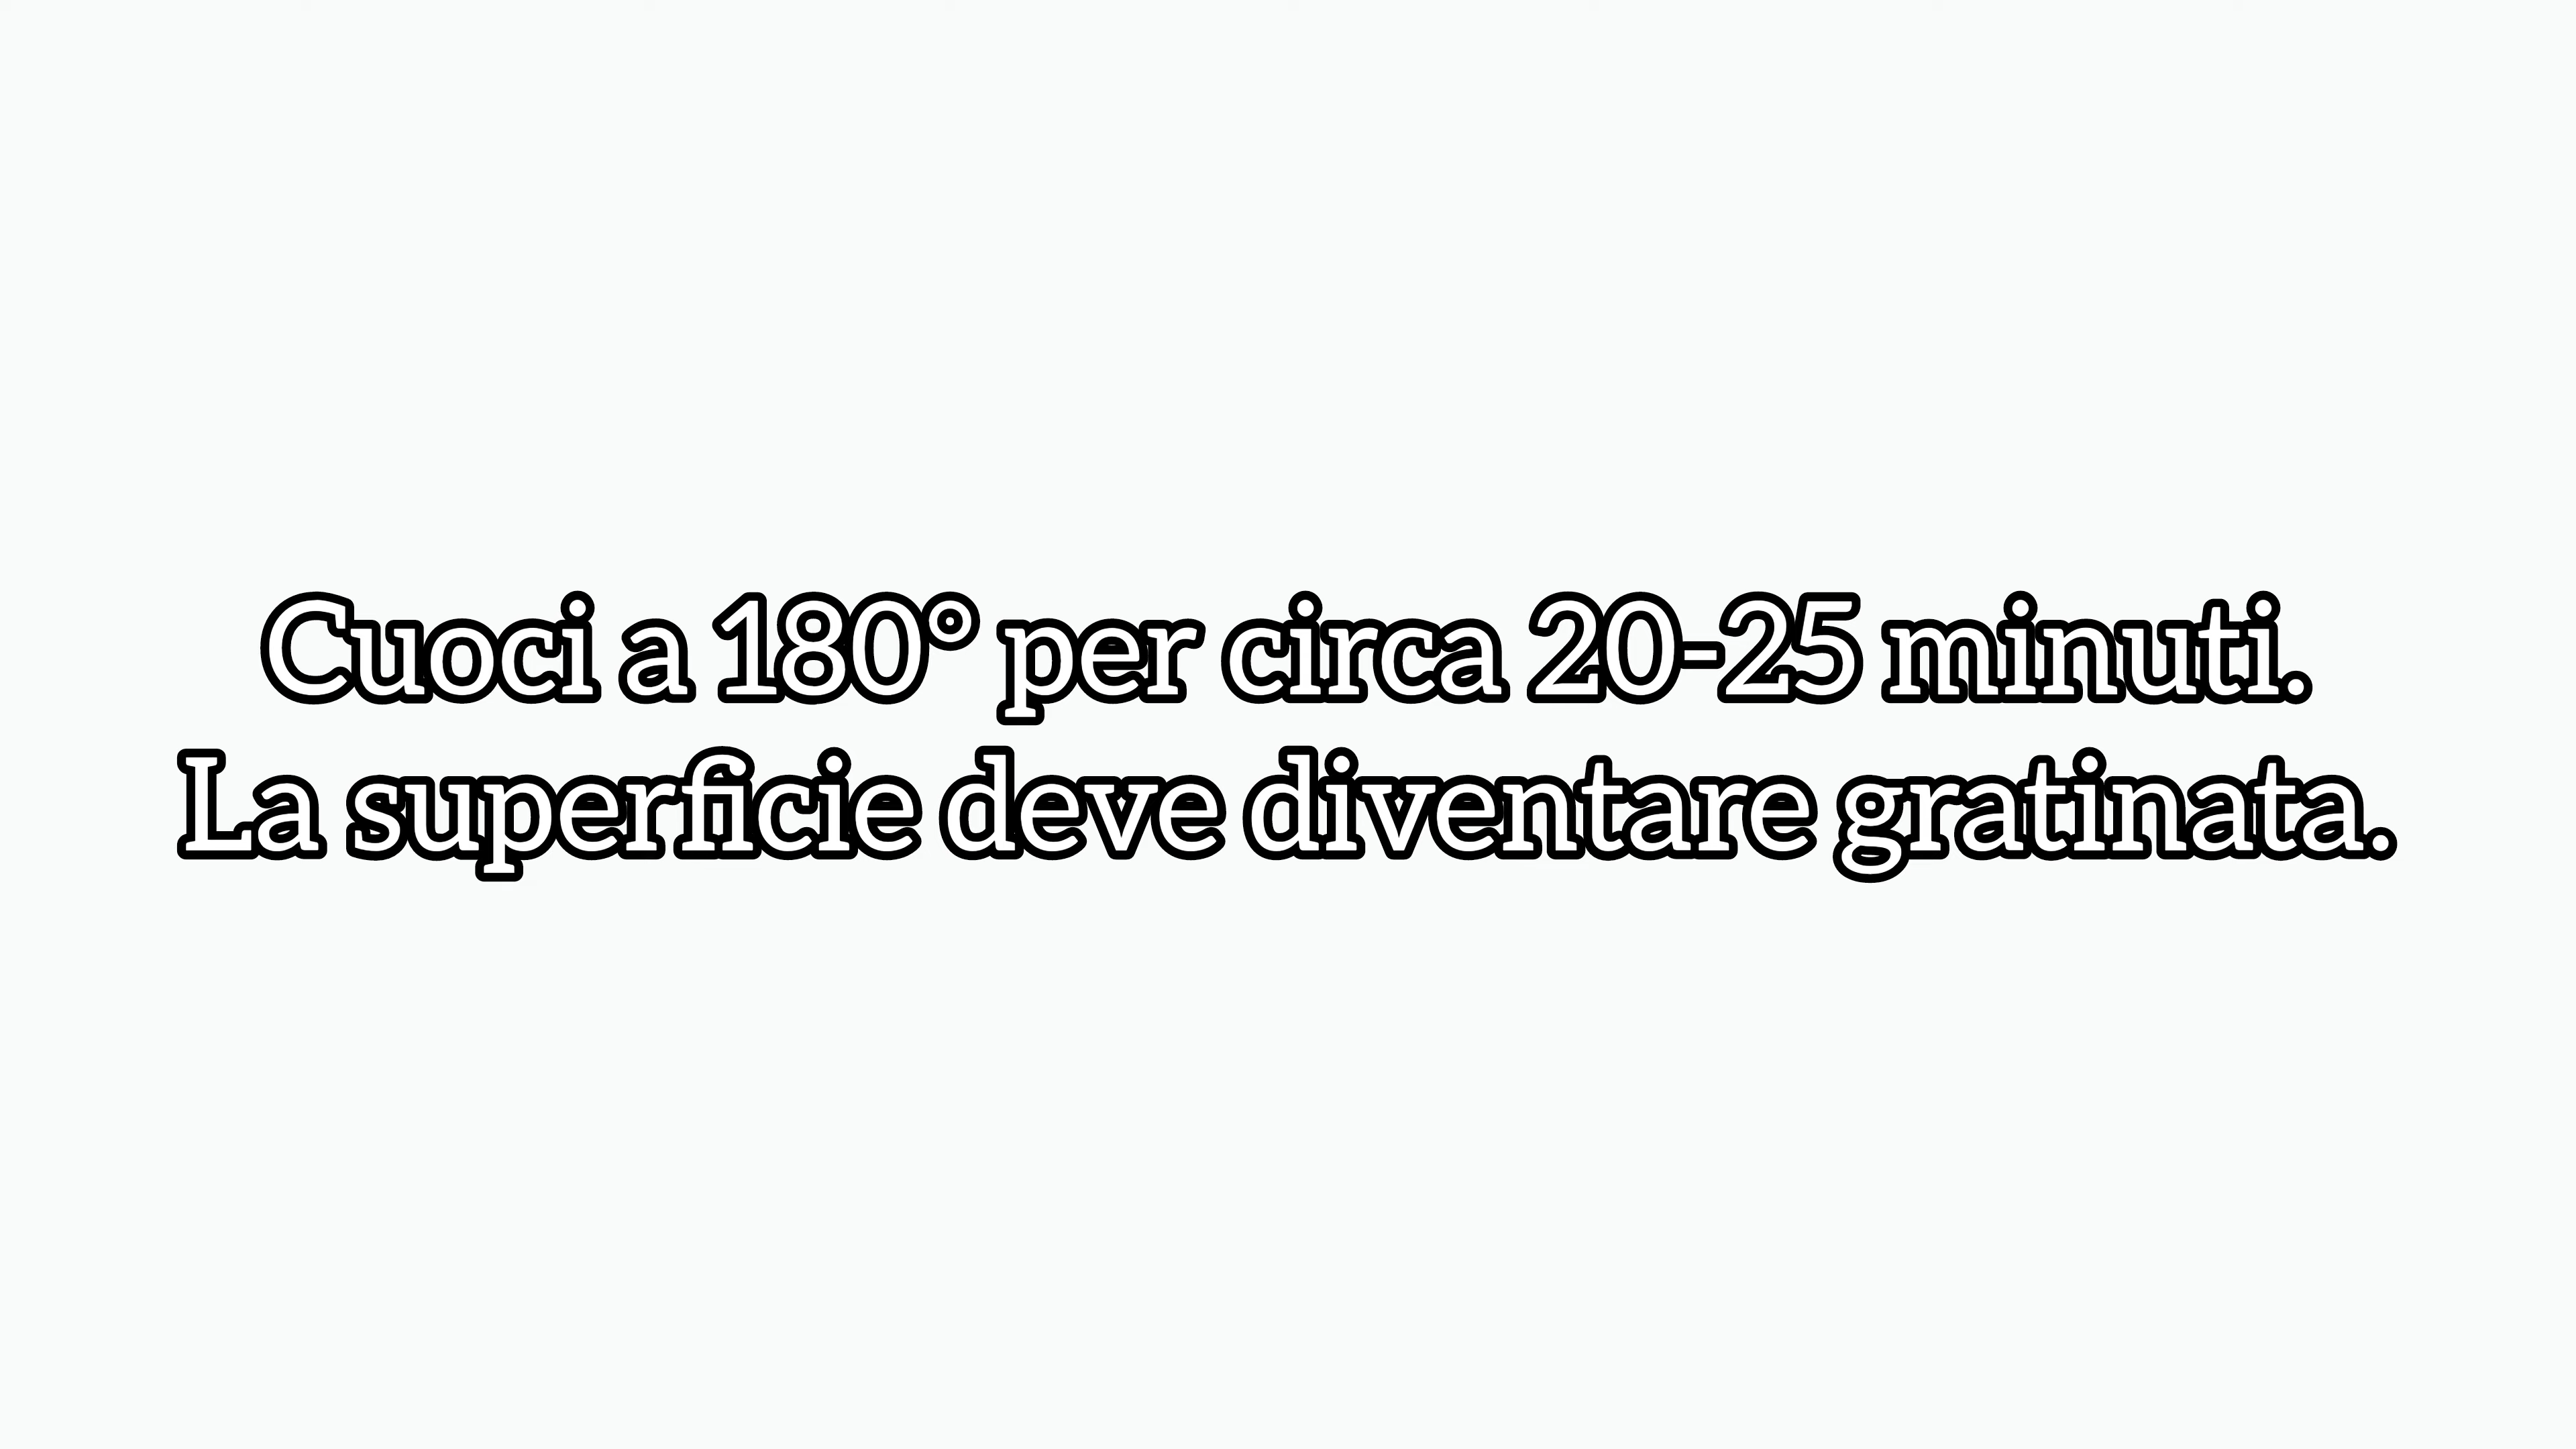 Cuoci a 180° per circa 20-25 minuti.
La superficie deve diventare gratinata.